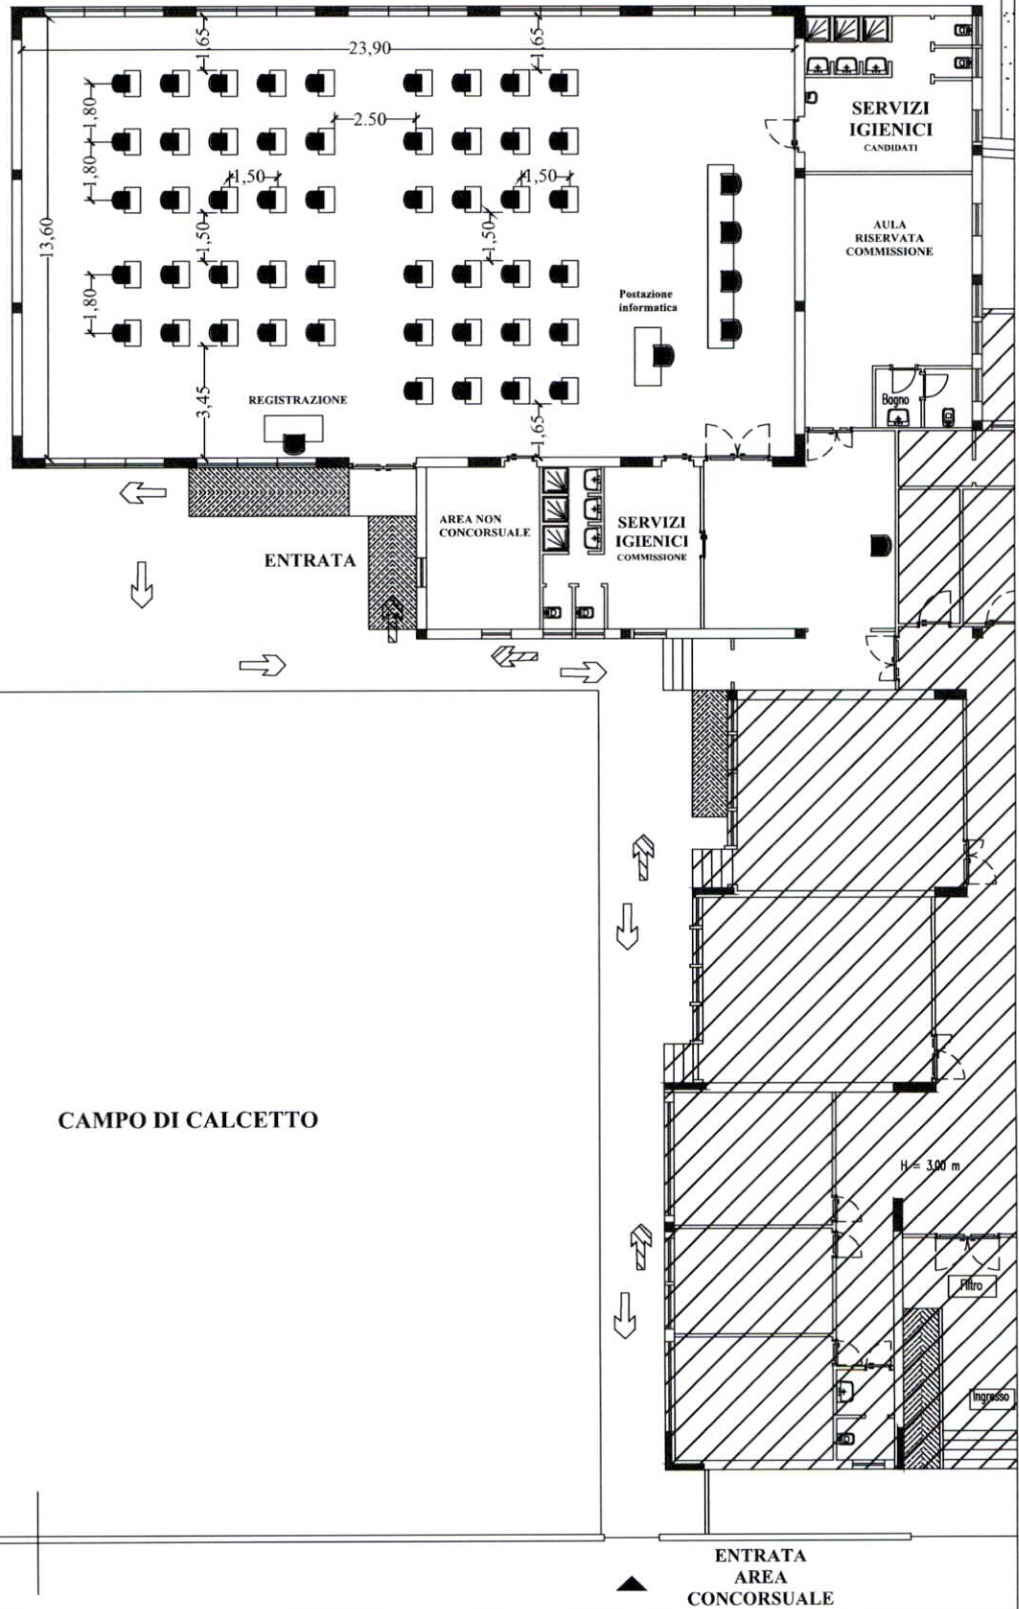 1,65
23,90
1,65
SERVIZI
IGIENICI
CANDIDATI
1,80
2.50
1,80
1,50
1,50
AULA
RISERVATA
COMMISSIONE
13,60
1,50
1,50
1,80
Postazione
informatica
3,45
REGISTRAZIONE
Bagno
1,65
AREA NON
CONCORSUALE
SERVIZI
IGIENICI
COMMISSIONE
ENTRATA
CAMPO DI CALCETTO
H = 3.00 m
Filtro
Ingresso
ENTRATA
AREA
CONCORSUALE